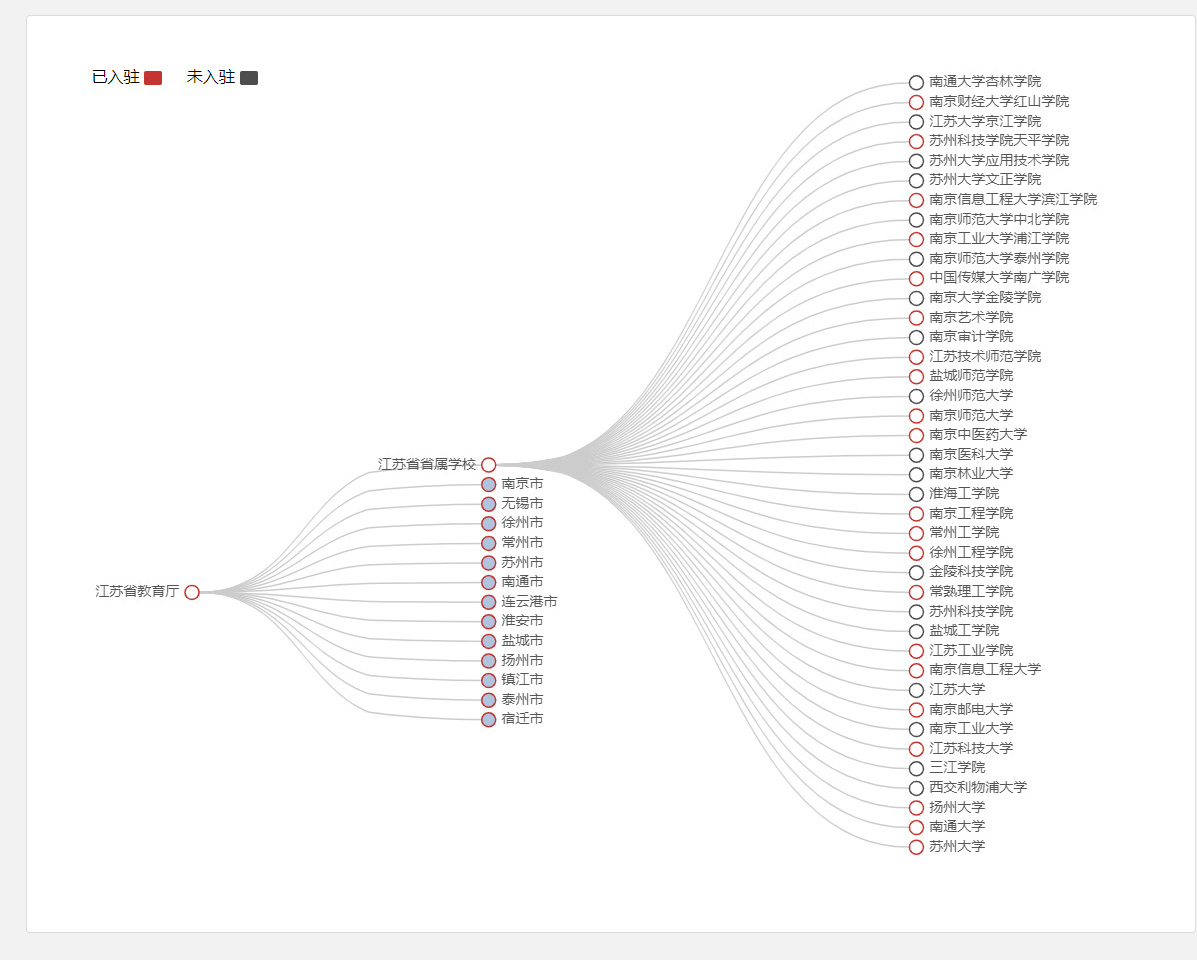 已入驻
未入驻
江苏省教育厅
江苏省省属学校
南京市
无锡市
徐州市
常州市
苏州市
南通市
连云港市
淮安市
盐城市
扬州市
镇江市
泰州市
宿迁市
南通大学杏林学院
南京财经大学红山学院
江苏大学京江学院
苏州科技学院天平学院
苏州大学应用技术学院
苏州大学文正学院
南京信息工程大学滨江学院
南京师范大学中北学院
南京工业大学浦江学院
南京师范大学泰州学院
中国传媒大学南广学院
南京大学金陵学院
南京艺术学院
南京审计学院
江苏技术师范学院
盐城师范学院
徐州师范大学
南京师范大学
南京中医药大学
南京医科大学
南京林业大学
淮海工学院
南京工程学院
常州工学院
徐州工程学院
金陵科技学院
常熟理工学院
苏州科技学院
盐城工学院
江苏工业学院
南京信息工程大学
江苏大学
南京邮电大学
南京工业大学
江苏科技大学
三江学院
西交利物浦大学
扬州大学
南通大学
苏州大学